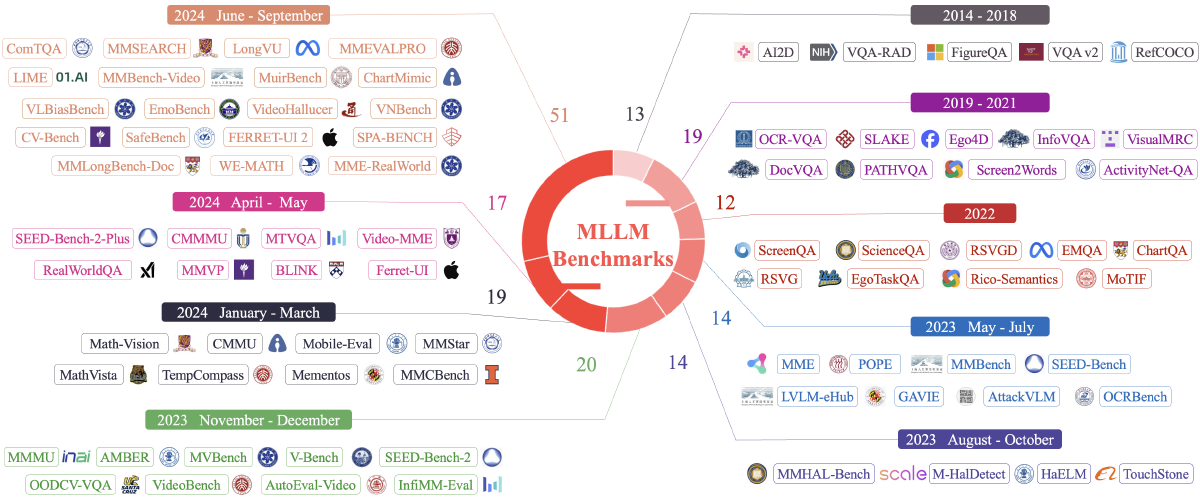 2024 June - September
ComTQA MMSEARCH LongVU MMEVALPRO
LIME 01.AI MMBench-Video MuirBench ChartMimic
VLBiasBench EmoBench VideoHallucer VNBench
CV-Bench SafeBench FERRET-UI 2 SPA-BENCH
MMLongBench-Doc WE-MATH MME-RealWorld
51
2024 April - May
17
SEED-Bench-2-Plus CMMMU MTVQA Video-MME
RealWorldQA MMVP BLINK Ferret-UI
2024 January - March
19
Math-Vision CMMU Mobile-Eval MMStar
MathVista TempCompass Mementos MMCBench
2023 November - December
20
MMMU inAI AMBER MVBench V-Bench SEED-Bench-2
OODCV-VQA SANTA CRUZ VideoBench AutoEval-Video InfiMM-Eval
MLLM
Benchmarks
2014 - 2018
13
AI2D NIH VQA-RAD FigureQA VQA v2 RefCOCO
2019 - 2021
19
OCR-VQA SLAKE Ego4D InfoVQA VisualMRC
DocVQA PATHVQA Screen2Words ActivityNet-QA
2022
12
ScreenQA ScienceQA RSVGD EMQA ChartQA
RSVG EgoTaskQA Rico-Semantics MoTIF
2023 May - July
14
MME POPE MMBench SEED-Bench
LVLM-eHub GAVIE AttackVLM OCRBench
2023 August - October
14
MMHAL-Bench scale M-HalDetect HaELM TouchStone